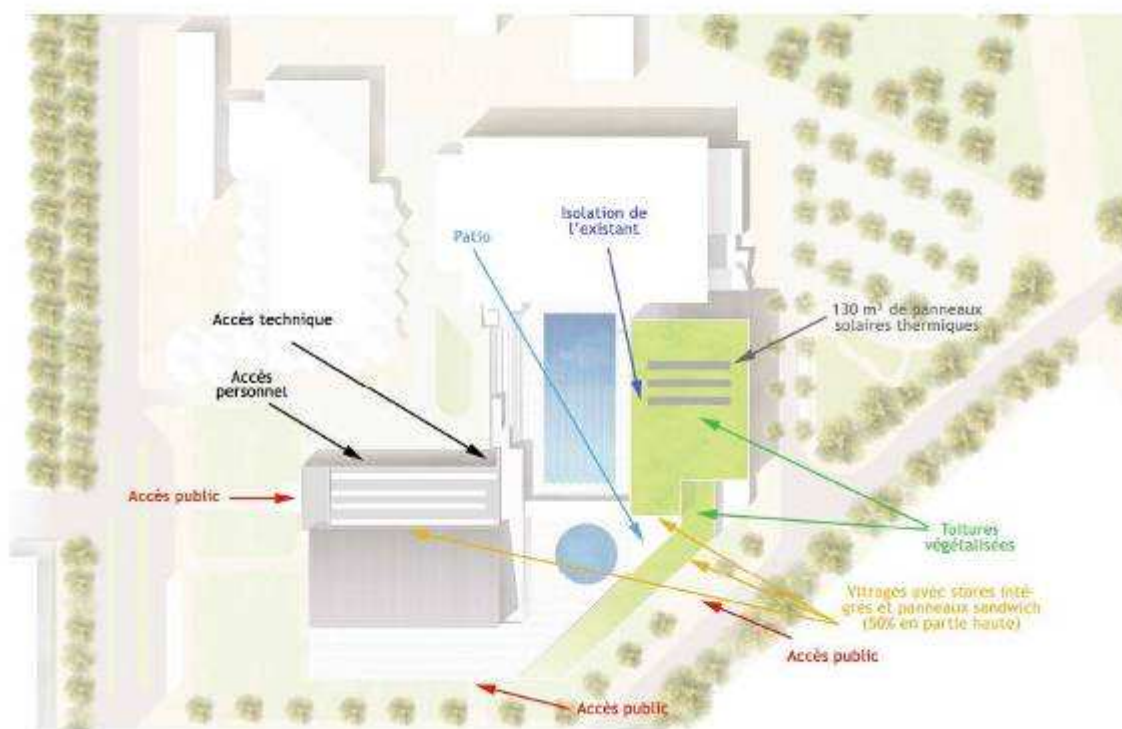 Isolation de
l'existant
Patio
130 m² de panneaux
solaires thermiques
Accès technique
Accès
personnel
Accès public
Toitures
végétalisées
Vitrages avec stores inté-
grés et panneaux sandwich
(50% en partie haute)
Accès public
Accès public